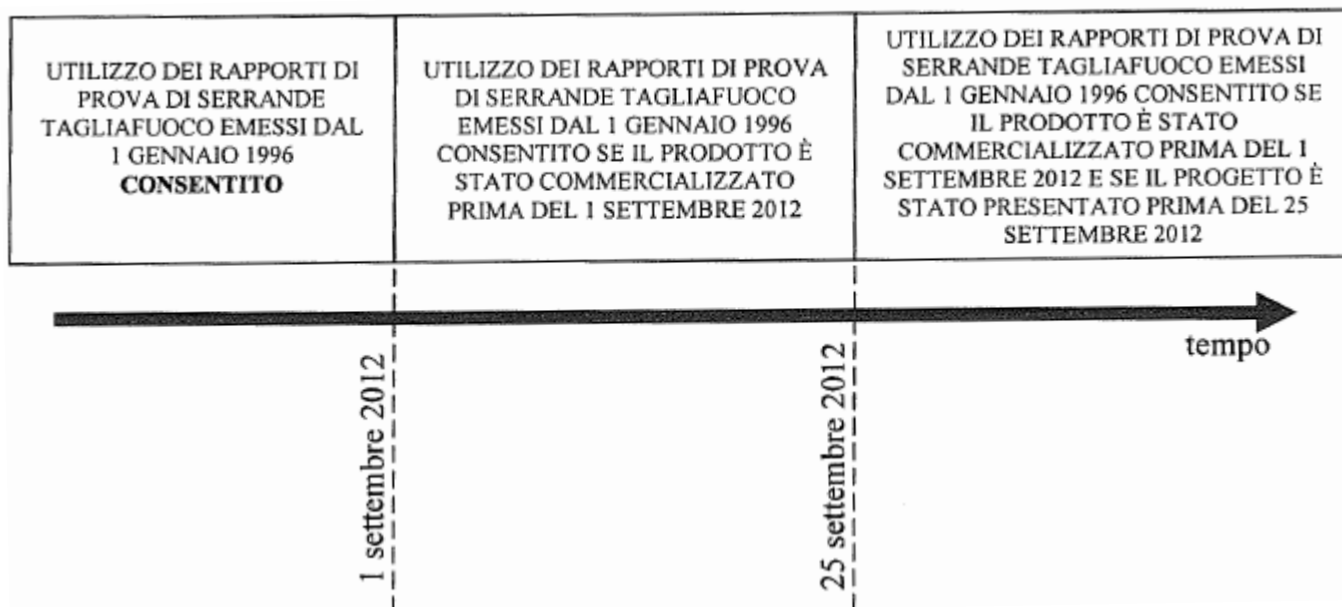 UTILIZZO DEI RAPPORTI DI
PROVA DI SERRANDE
TAGLIAFUOCO EMESSI DAL
1 GENNAIO 1996
CONSENTITO
UTILIZZO DEI RAPPORTI DI PROVA
DI SERRANDE TAGLIAFUOCO
EMESSI DAL 1 GENNAIO 1996
CONSENTITO SE IL PRODOTTO È
STATO COMMERCIALIZZATO
PRIMA DEL 1 SETTEMBRE 2012
UTILIZZO DEI RAPPORTI DI PROVA DI
SERRANDE TAGLIAFUOCO EMESSI
DAL 1 GENNAIO 1996 CONSENTITO SE
IL PRODOTTO È STATO
COMMERCIALIZZATO PRIMA DEL 1
SETTEMBRE 2012 E SE IL PROGETTO È
STATO PRESENTATO PRIMA DEL 25
SETTEMBRE 2012
tempo
1 settembre 2012
25 settembre 2012